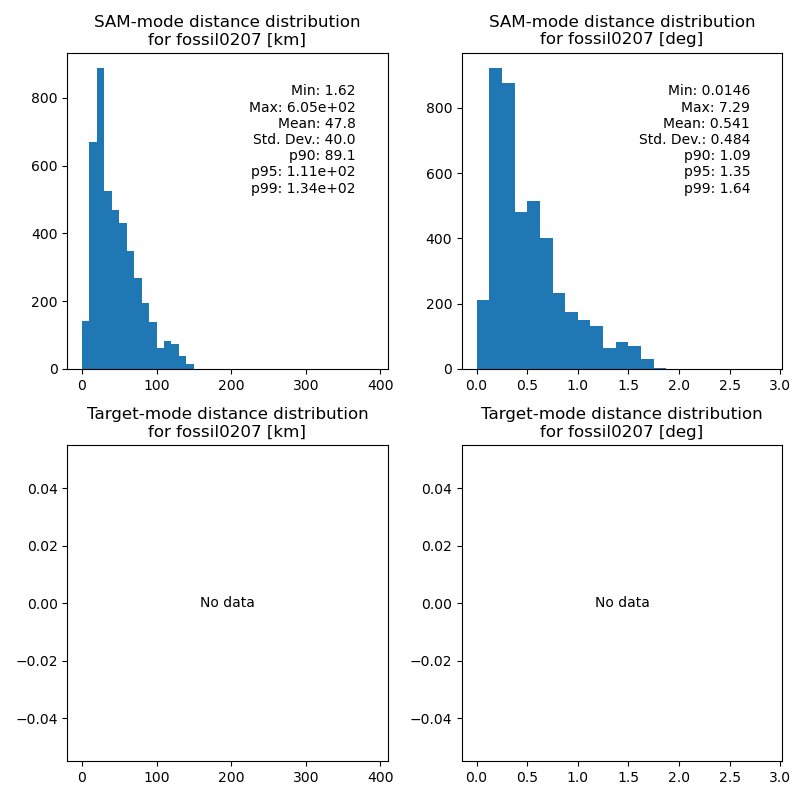 SAM-mode distance distribution
for fossil0207 [km]
Min: 1.62
Max: 6.05e+02
Mean: 47.8
Std. Dev.: 40.0
p90: 89.1
p95: 1.11e+02
p99: 1.34e+02
800
600
400
200
0
0 100 200 300 400
SAM-mode distance distribution
for fossil0207 [deg]
Min: 0.0146
Max: 7.29
Mean: 0.541
Std. Dev.: 0.484
p90: 1.09
p95: 1.35
p99: 1.64
800
600
400
200
0
0.0 0.5 1.0 1.5 2.0 2.5 3.0
Target-mode distance distribution
for fossil0207 [km]
0.04
0.02
0.00
−0.02
−0.04
No data
0 100 200 300 400
Target-mode distance distribution
for fossil0207 [deg]
0.04
0.02
0.00
−0.02
−0.04
No data
0.0 0.5 1.0 1.5 2.0 2.5 3.0